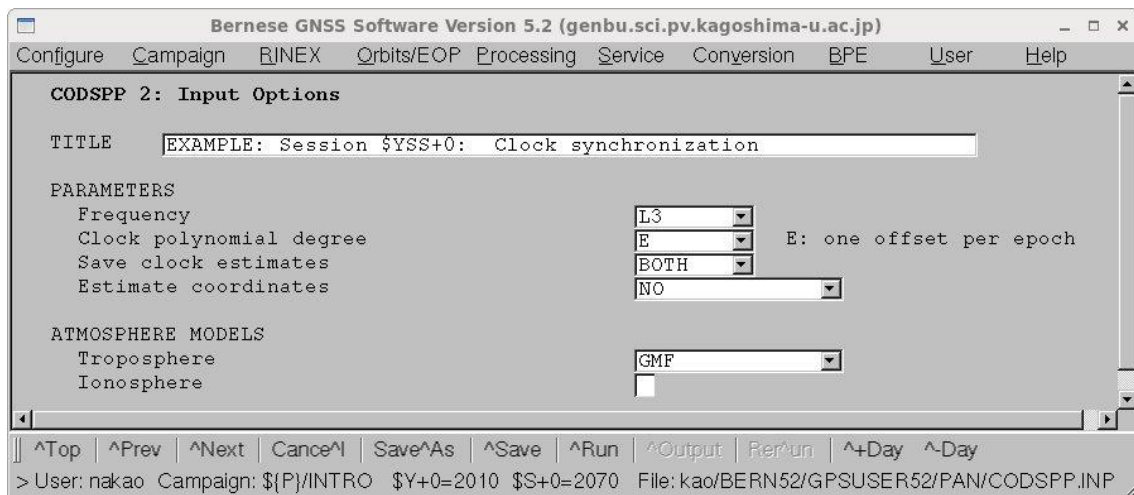 Bernese GNSS Software Version 5.2 (genbu.sci.pv.kagoshima-u.ac.jp)
Configure Campaign RINEX Orbits/EOP Processing Service Conversion BPE User Help
CODSPP 2: Input Options
TITLE EXAMPLE: Session $YSS+0: Clock synchronization
PARAMETERS
Frequency L3
Clock polynomial degree E E: one offset per epoch
Save clock estimates BOTH
Estimate coordinates NO
ATMOSPHERE MODELS
Troposphere GMF
Ionosphere
^Top ^Prev ^Next Cance^l Save^As ^Save ^Run ^Output Rer^un ^+Day ^-Day
> User: nakao Campaign: ${P}/INTRO $Y+0=2010 $S+0=2070 File: kao/BERN52/GPSUSER52/PAN/CODSPP.INP